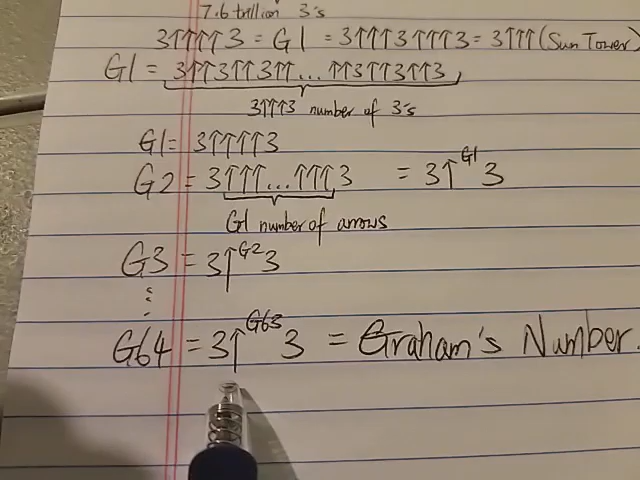 7.6 trillion 3's
3↑↑↑↑3 = G1 = 3↑↑↑3↑↑↑3 = 3↑↑↑(Sun Tower)
G1 = 3↑↑3↑↑3↑↑...↑↑3↑↑3↑↑3
3↑↑↑3 number of 3's
G1 = 3↑↑↑↑3
G2 = 3↑↑↑...↑↑↑3 = 3↑^G1 3
G1 number of arrows
G3 = 3↑^G2 3
⋮
G64 = 3↑^G63 3 = Graham's Number.